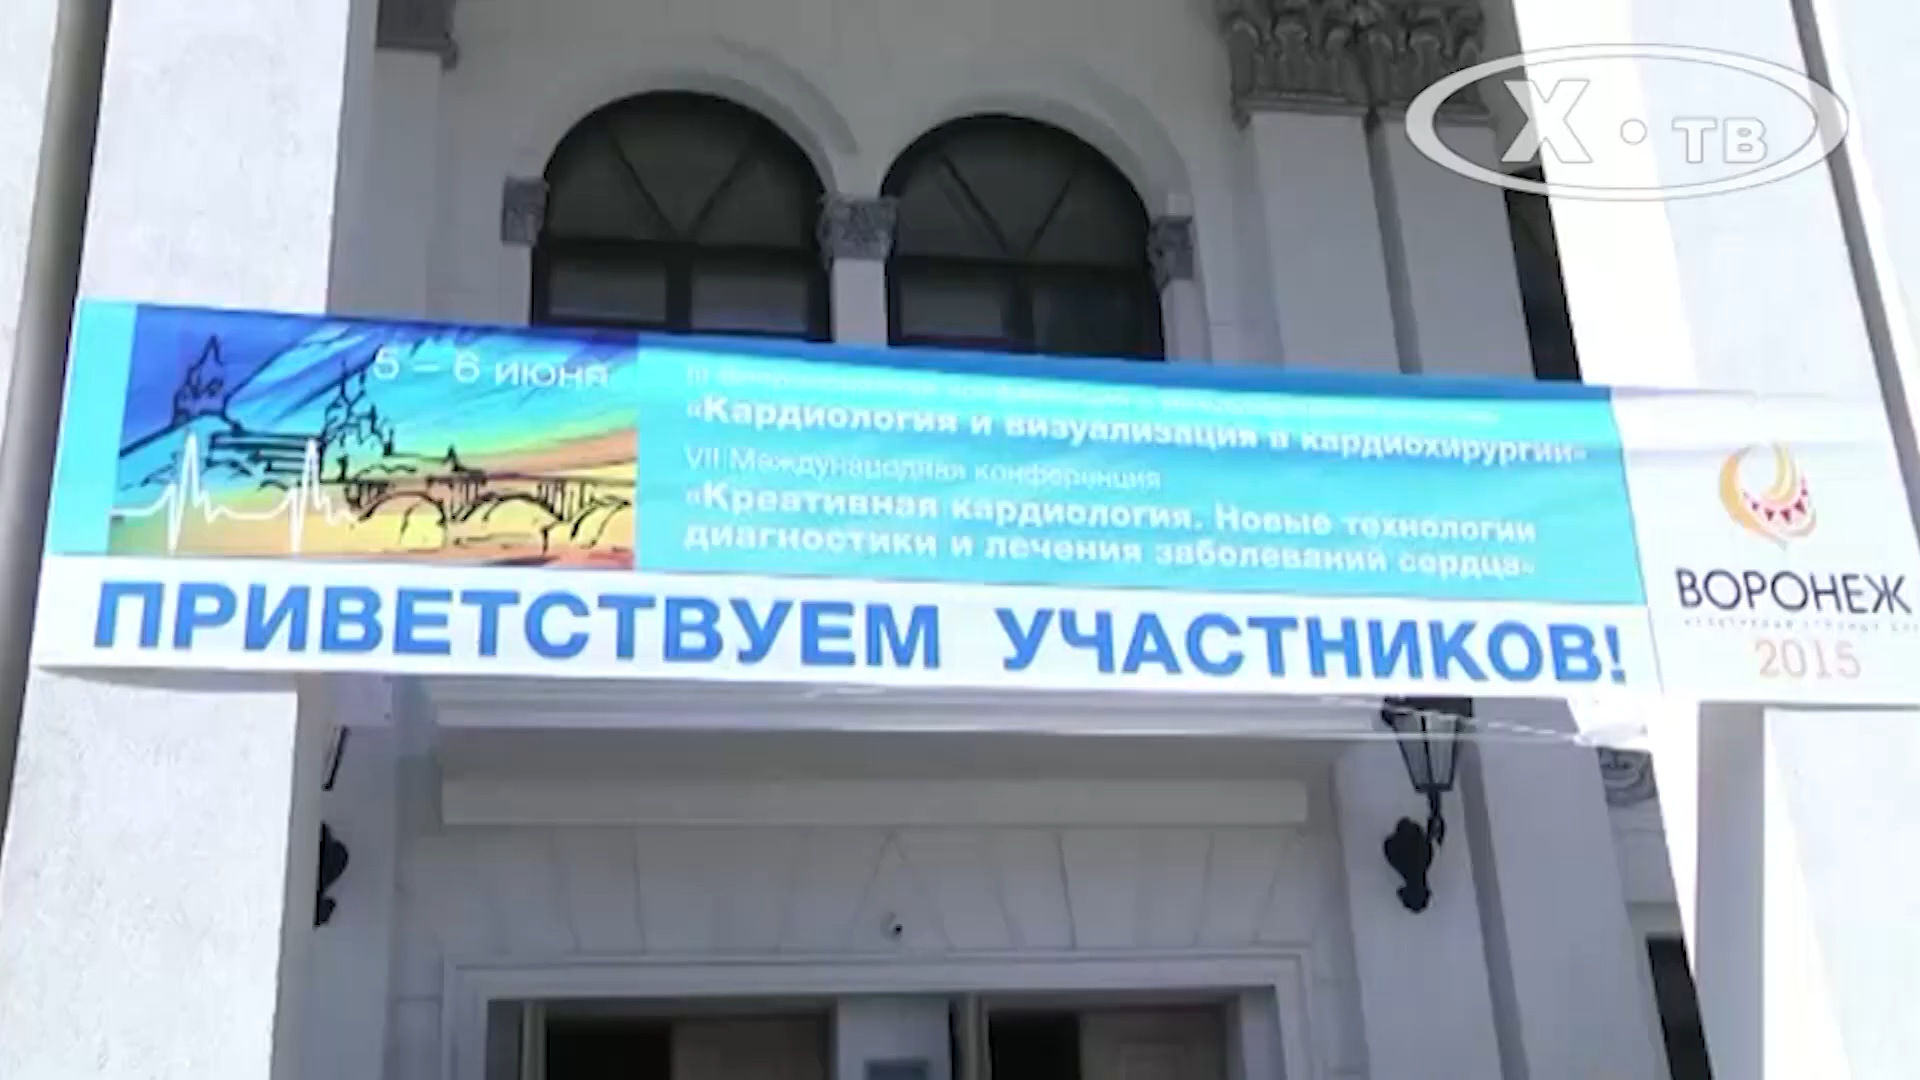 Х • ТВ
5 – 6 июня
«Кардиология и визуализация в кардиохирургии»
VII Международная конференция
«Креативная кардиология. Новые технологии
диагностики и лечения заболеваний сердца»
ПРИВЕТСТВУЕМ УЧАСТНИКОВ!
ВОРОНЕЖ
2015